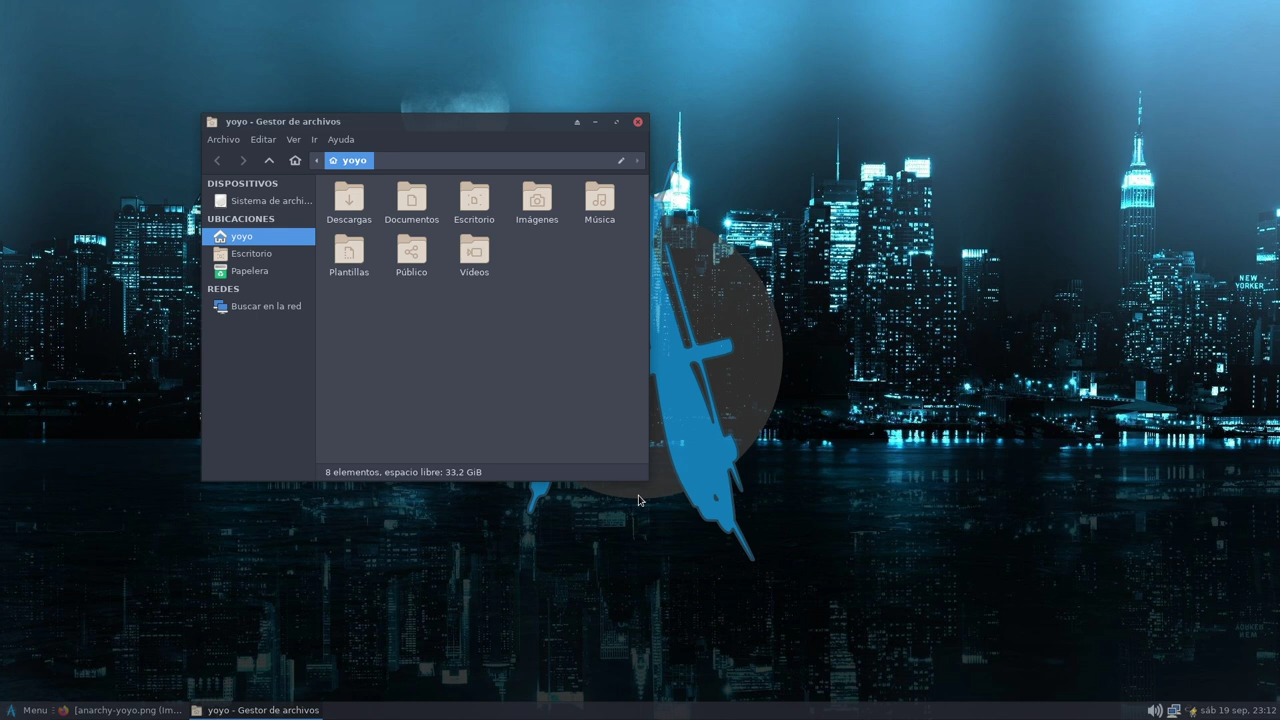 yoyo - Gestor de archivos
Archivo Editar Ver Ir Ayuda
yoyo
DISPOSITIVOS
Sistema de archi...
UBICACIONES
yoyo
Escritorio
Papelera
REDES
Buscar en la red
Descargas Documentos Escritorio Imágenes Música
Plantillas Público Vídeos
8 elementos, espacio libre: 33,2 GiB
NEW
YORKER
Menu [anarchy-yoyo.png (Im... yoyo - Gestor de archivos sáb 19 sep, 23:12